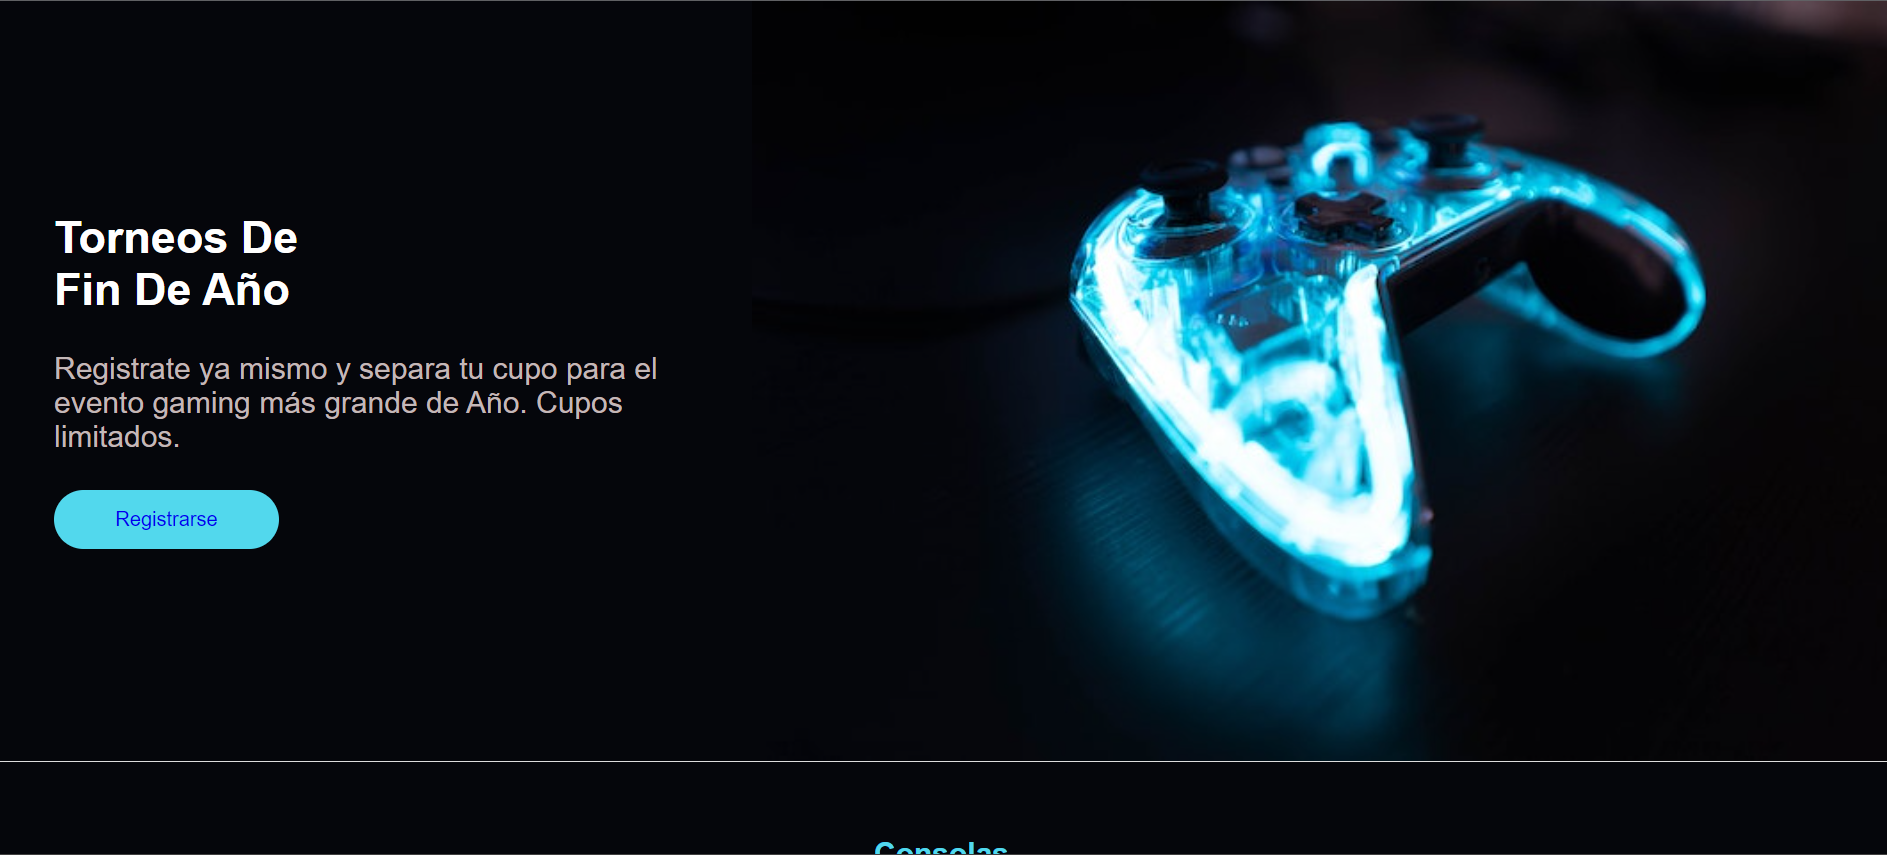 Torneos De
Fin De Año
Registrate ya mismo y separa tu cupo para el
evento gaming más grande de Año. Cupos
limitados.
Registrarse
Consolas